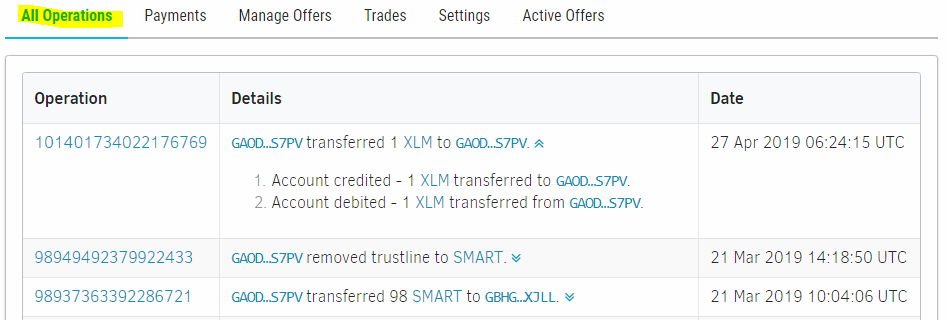 All Operations Payments Manage Offers Trades Settings Active Offers
Operation Details Date
101401734022176769 GAOD...S7PV transferred 1 XLM to GAOD...S7PV. 27 Apr 2019 06:24:15 UTC
1. Account credited - 1 XLM transferred to GAOD...S7PV.
2. Account debited - 1 XLM transferred from GAOD...S7PV.
98949492379922433 GAOD...S7PV removed trustline to SMART. 21 Mar 2019 14:18:50 UTC
98937363392286721 GAOD...S7PV transferred 98 SMART to GBHG...XJLL. 21 Mar 2019 10:04:06 UTC